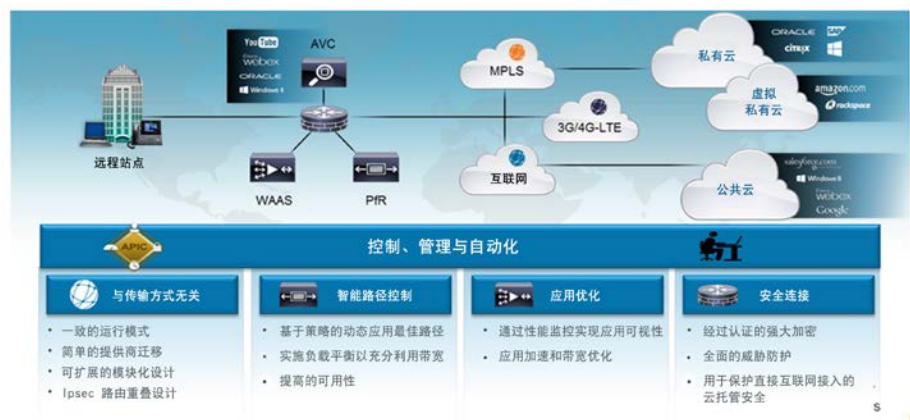 YouTube
webex
ORACLE
Windows 8
AVC
WAAS
PfR
远程站点
MPLS
3G/4G-LTE
互联网
私有云
ORACLE SAP
CITRIX
虚拟
私有云
amazon.com
rackspace
公共云
salesforce.com
Windows 8
webex
Google
APIC
控制、管理与自动化
与传输方式无关
• 一致的运行模式
• 简单的提供商迁移
• 可扩展的模块化设计
• Ipsec 路由重叠设计
智能路径控制
• 基于策略的动态应用最佳路径
• 实施负载平衡以充分利用带宽
• 提高的可用性
应用优化
• 通过性能监控实现应用可视性
• 应用加速和带宽优化
安全连接
• 经过认证的强大加密
• 全面的威胁防护
• 用于保护直接互联网接入的
云托管安全
S